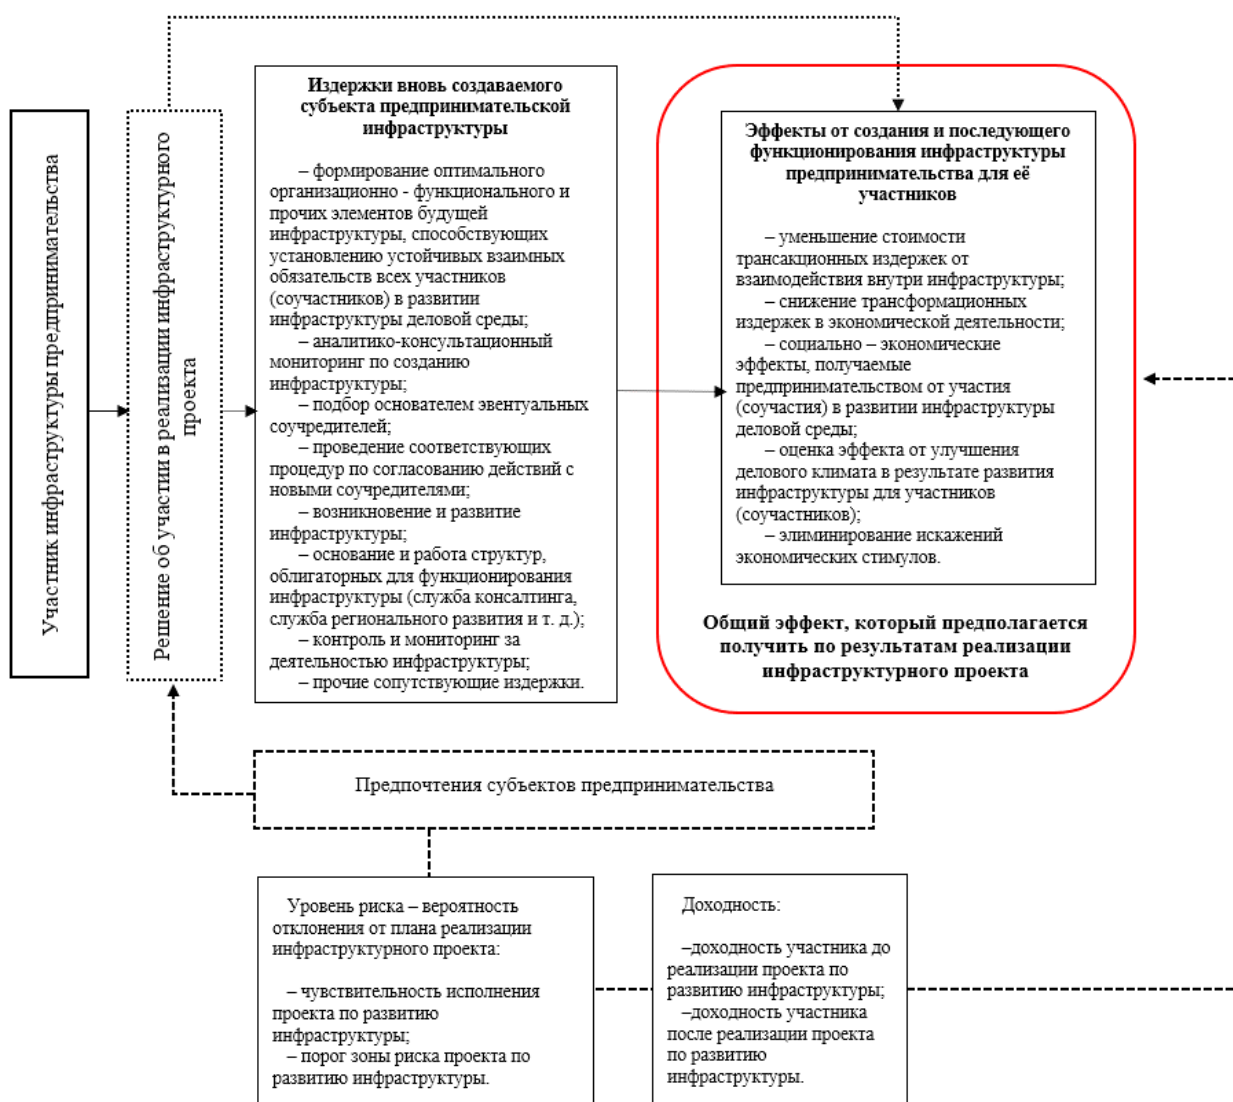 Участник инфраструктуры предпринимательства
Решение об участии в реализации инфраструктурного
проекта
Издержки вновь создаваемого
субъекта предпринимательской
инфраструктуры
– формирование оптимального
организационно - функционального и
прочих элементов будущей
инфраструктуры, способствующих
установлению устойчивых взаимных
обязательств всех участников
(соучастников) в развитии
инфраструктуры деловой среды;
– аналитико-консультационный
мониторинг по созданию
инфраструктуры;
– подбор основателем эвентуальных
соучредителей;
– проведение соответствующих
процедур по согласованию действий с
новыми соучредителями;
– возникновение и развитие
инфраструктуры;
– основание и работа структур,
облигаторных для функционирования
инфраструктуры (служба консалтинга,
служба регионального развития и т. д.);
– контроль и мониторинг за
деятельностью инфраструктуры;
– прочие сопутствующие издержки.
Эффекты от создания и последующего
функционирования инфраструктуры
предпринимательства для её
участников
– уменьшение стоимости
трансакционных издержек от
взаимодействия внутри инфраструктуры;
– снижение трансформационных
издержек в экономической деятельности;
– социально – экономические
эффекты, получаемые
предпринимательством от участия
(соучастия) в развитии инфраструктуры
деловой среды;
– оценка эффекта от улучшения
делового климата в результате развития
инфраструктуры для участников
(соучастников);
– элиминирование искажений
экономических стимулов.
Общий эффект, который предполагается
получить по результатам реализации
инфраструктурного проекта
Предпочтения субъектов предпринимательства
Уровень риска – вероятность
отклонения от плана реализации
инфраструктурного проекта:
– чувствительность исполнения
проекта по развитию
инфраструктуры;
– порог зоны риска проекта по
развитию инфраструктуры.
Доходность:
–доходность участника до
реализации проекта по
развитию инфраструктуры;
–доходность участника
после реализации проекта
по развитию
инфраструктуры.